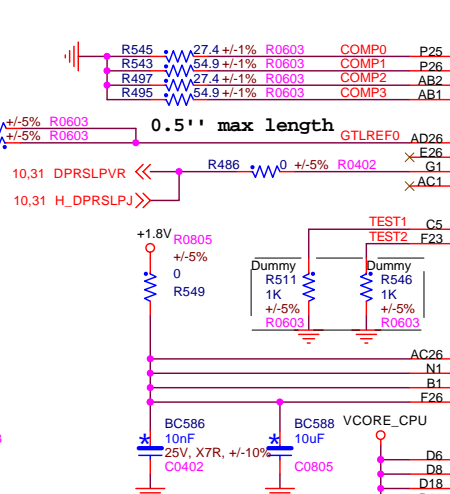 R545 27.4 +/-1% R0603 COMP0 P25
R543 54.9 +/-1% R0603 COMP1 P26
R497 27.4 +/-1% R0603 COMP2 AB2
R495 54.9 +/-1% R0603 COMP3 AB1
+/-5% R0603
+/-5% R0603
0.5'' max length
GTLREF0 AD26
E26
10,31 DPRSLPVR R486 0 +/-5% R0402 G1
AC1
10,31 H_DPRSLPJ
TEST1 C5
TEST2 F23
+1.8V R0805
+/-5%
0
R549
Dummy
R511
1K
+/-5%
R0603
Dummy
R546
1K
+/-5%
R0603
AC26
N1
B1
F26
BC586
10nF
25V, X7R, +/-10%
C0402
BC588
10uF
C0805
VCORE_CPU
D6
D8
D18